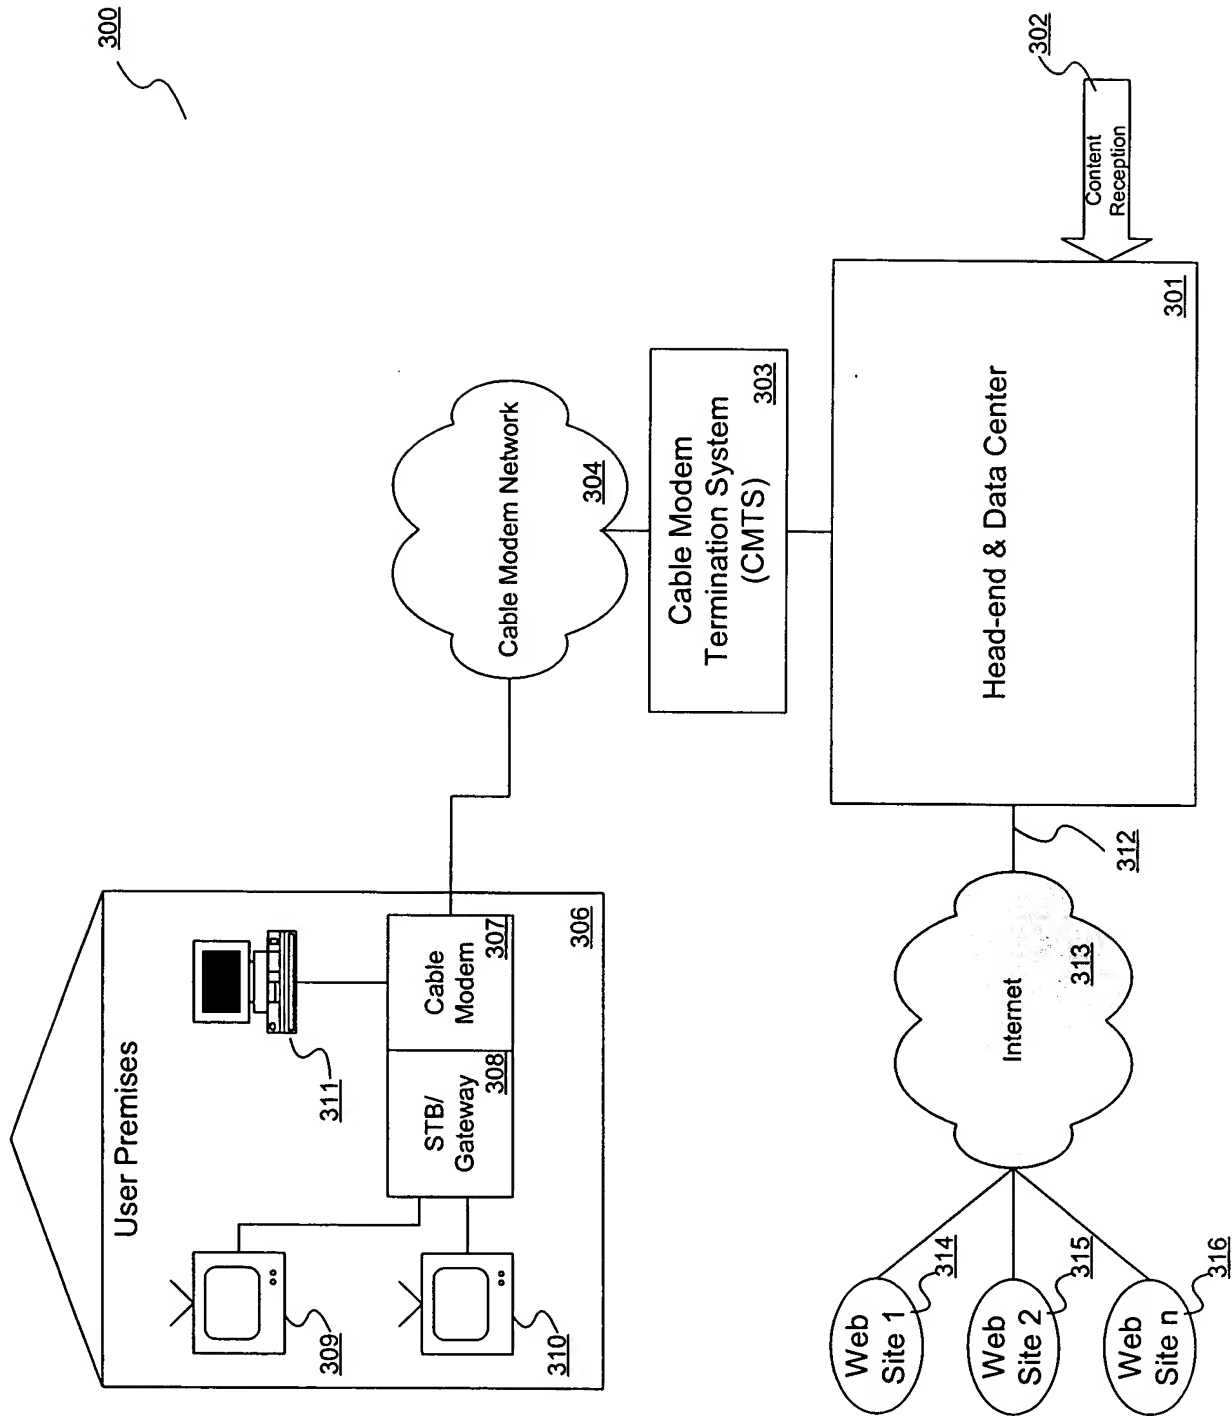 300
User Premises
309
310
311
STB/
Gateway
308
Cable
Modem
307
306
Cable Modem Network
304
Cable Modem
Termination System
(CMTS)
303
Web
Site 1
314
Web
Site 2
315
Web
Site n
316
Internet
313
312
Head-end & Data Center
301
Content
Reception
302